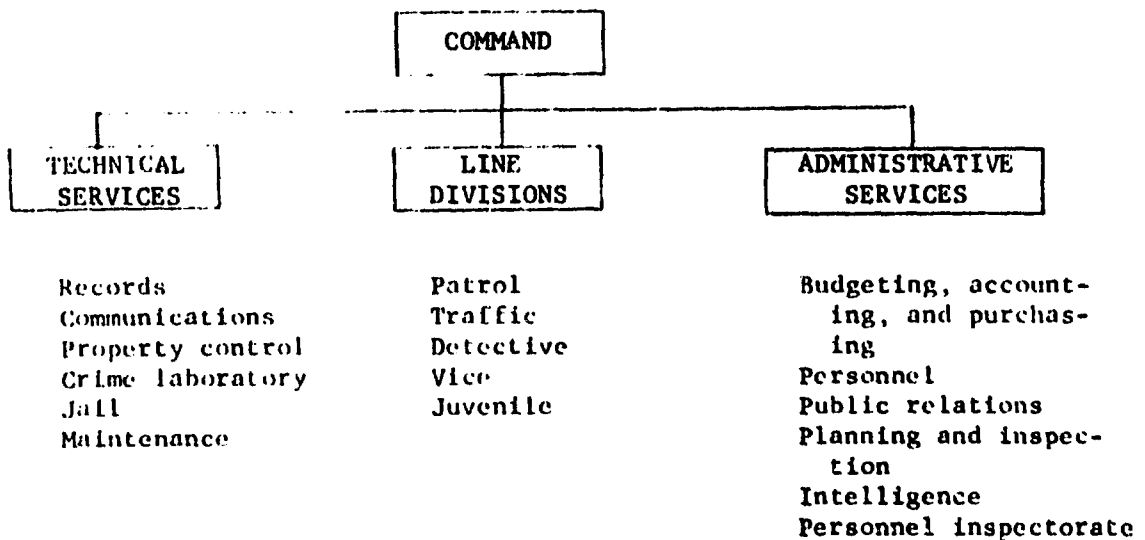 COMMAND
TECHNICAL
SERVICES
LINE
DIVISIONS
ADMINISTRATIVE
SERVICES
Records
Communications
Property control
Crime laboratory
Jail
Maintenance
Patrol
Traffic
Detective
Vice
Juvenile
Budgeting, account-
ing, and purchas-
ing
Personnel
Public relations
Planning and inspec-
tion
Intelligence
Personnel inspectorate